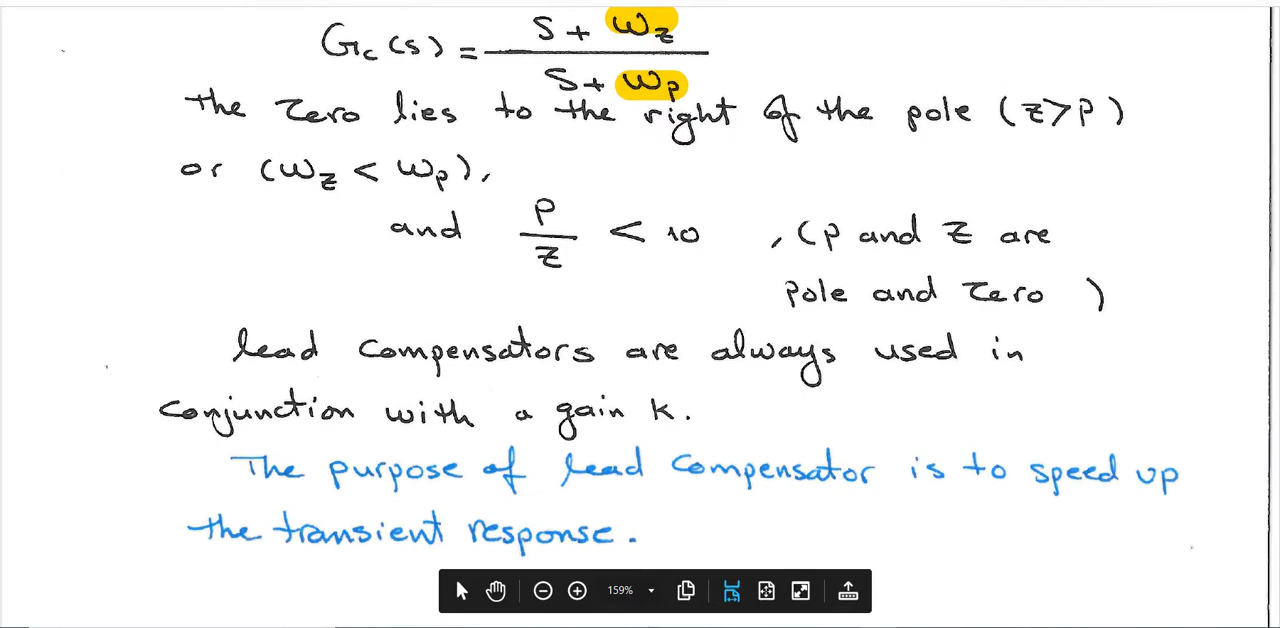 Gc(s) = (s + ωz) / (s + ωp)
the zero lies to the right of the pole (z>p)
or (ωz < ωp),
and p/z < 10 , (p and z are
pole and zero )
lead compensators are always used in
conjunction with a gain K.
The purpose of lead compensator is to speed up
the transient response.
159%